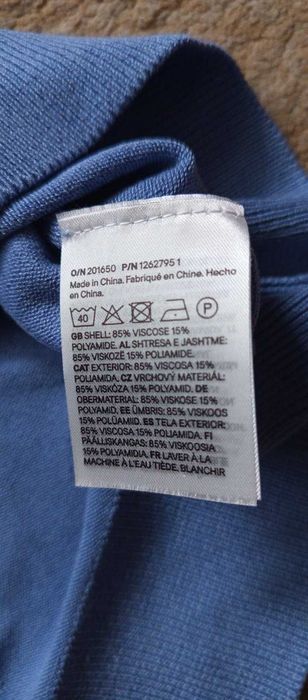 O/N 201650 P/N 12627951
Made in China. Fabriqué en Chine. Hecho
en China.
40 P
GB SHELL: 85% VISCOSE 15%
POLYAMIDE. AL SHTRESA E JASHTME:
85% VISKOZË 15% POLIAMIDE.
CAT EXTERIOR: 85% VISCOSA 15%
POLIAMIDA. CZ VRCHOVÝ MATERIÁL:
85% VISKÓZA 15% POLYAMID. DE
OBERMATERIAL: 85% VISKOSE 15%
POLYAMID. EE ÜMBRIS: 85% VISKOOS
15% POLÜAMIID. ES TELA EXTERIOR:
85% VISCOSA 15% POLIAMIDA. FI
PÄÄLLISKANGAS: 85% VISKOOSIA
15% POLYAMIDIA. FR LAVER À LA
MACHINE À L'EAU TIÈDE. BLANCHIR